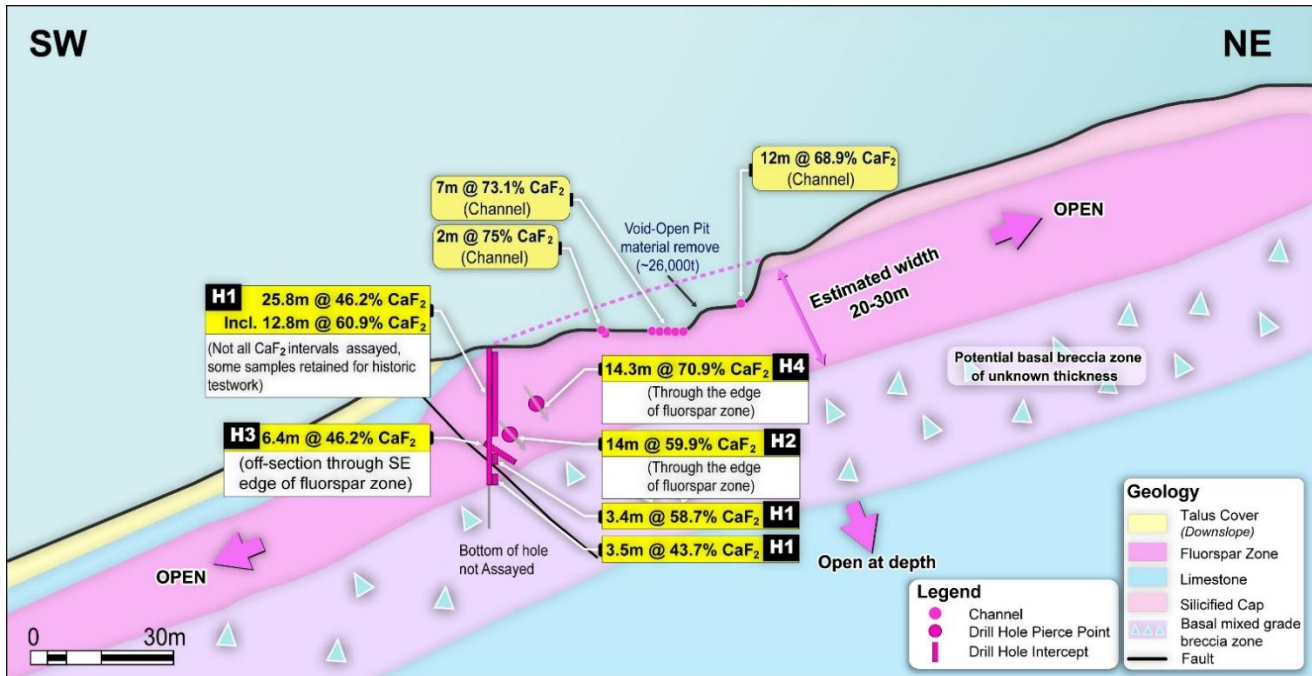 SW
NE
12m @ 68.9% CaF₂
(Channel)
7m @ 73.1% CaF₂
(Channel)
2m @ 75% CaF₂
(Channel)
Void-Open Pit
material remove
(~26,000t)
OPEN
Estimated width
20-30m
H1
25.8m @ 46.2% CaF₂
Incl. 12.8m @ 60.9% CaF₂
(Not all CaF₂ intervals assayed,
some samples retained for historic
testwork)
14.3m @ 70.9% CaF₂ H4
(Through the edge
of fluorspar zone)
Potential basal breccia zone
of unknown thickness
H3 6.4m @ 46.2% CaF₂
(off-section through SE
edge of fluorspar zone)
14m @ 59.9% CaF₂ H2
(Through the edge
of fluorspar zone)
3.4m @ 58.7% CaF₂ H1
3.5m @ 43.7% CaF₂ H1
Bottom of hole
not Assayed
OPEN
Open at depth
0 30m
Legend
Channel
Drill Hole Pierce Point
Drill Hole Intercept
Geology
Talus Cover
(Downslope)
Fluorspar Zone
Limestone
Silicified Cap
Basal mixed grade
breccia zone
Fault